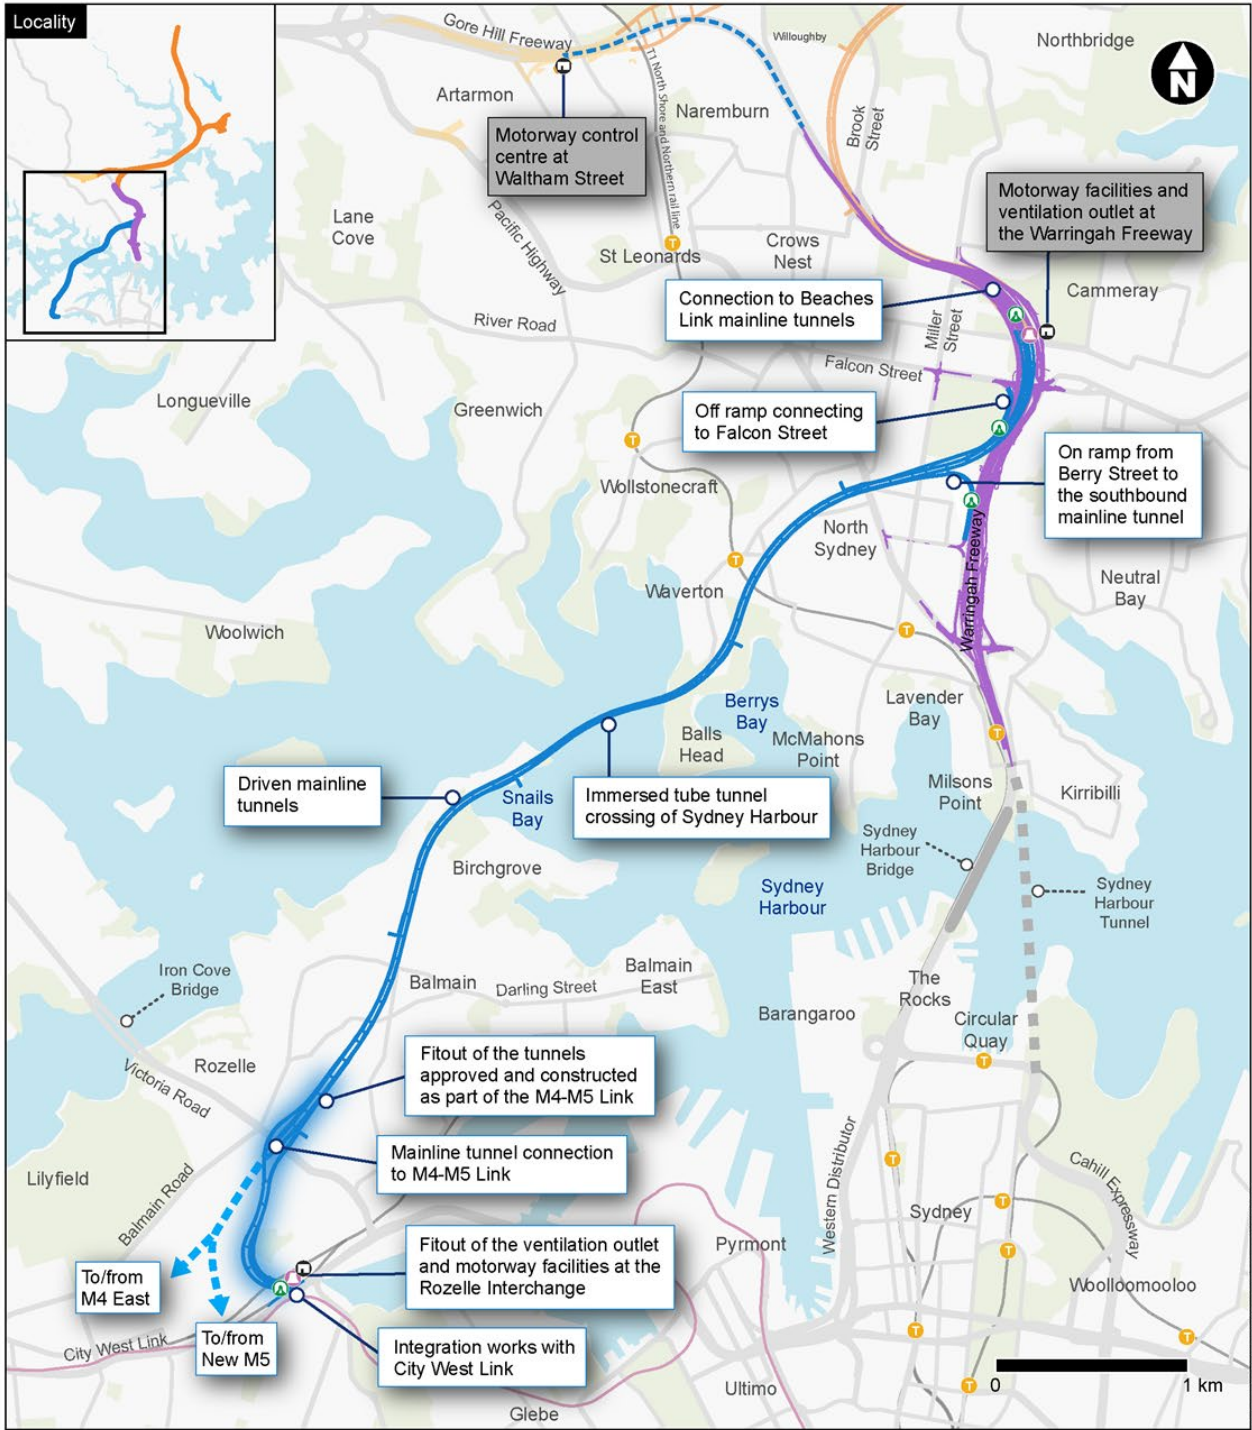 Locality
Gore Hill Freeway
Willoughby
Northbridge
N
Artarmon
Naremburn
Brook
Street
T1 North Shore and Northern rail line
Motorway control
centre at
Waltham Street
Motorway facilities and
ventilation outlet at
the Warringah Freeway
Lane
Cove
Pacific Highway
St Leonards
Crows
Nest
Cammeray
Connection to Beaches
Link mainline tunnels
River Road
Miller
Street
Falcon Street
Longueville
Greenwich
Off ramp connecting
to Falcon Street
On ramp from
Berry Street to
the southbound
mainline tunnel
Wollstonecraft
North
Sydney
Warringah Freeway
Neutral
Bay
Waverton
Woolwich
Lavender
Bay
Berrys
Bay
Balls
Head
McMahons
Point
Driven mainline
tunnels
Snails
Bay
Immersed tube tunnel
crossing of Sydney Harbour
Milsons
Point
Kirribilli
Sydney
Harbour
Bridge
Birchgrove
Sydney
Harbour
Sydney
Harbour
Tunnel
Iron Cove
Bridge
Balmain
Darling Street
Balmain
East
The
Rocks
Barangaroo
Circular
Quay
Victoria Road
Rozelle
Fitout of the tunnels
approved and constructed
as part of the M4-M5 Link
Mainline tunnel connection
to M4-M5 Link
Lilyfield
Balmain Road
Western Distributor
Cahill Expressway
Sydney
Pyrmont
Fitout of the ventilation outlet
and motorway facilities at the
Rozelle Interchange
To/from
M4 East
Woolloomooloo
City West Link
To/from
New M5
Integration works with
City West Link
Ultimo
Glebe
0
1 km
T
T
T
T
T
T
T
T
T
T
T
T
T